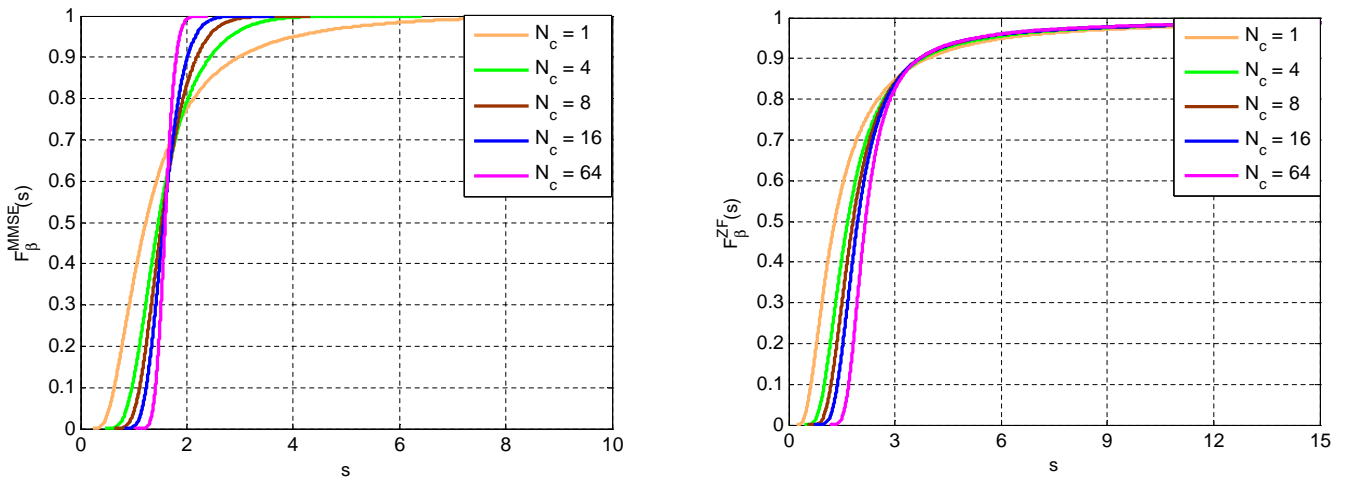 1
0.9
0.8
0.7
0.6
0.5
0.4
0.3
0.2
0.1
0
F_β^MMSE(s)
0 2 4 6 8 10
s
N_c = 1
N_c = 4
N_c = 8
N_c = 16
N_c = 64
1
0.9
0.8
0.7
0.6
0.5
0.4
0.3
0.2
0.1
0
F_β^ZF(s)
0 3 6 9 12 15
s
N_c = 1
N_c = 4
N_c = 8
N_c = 16
N_c = 64